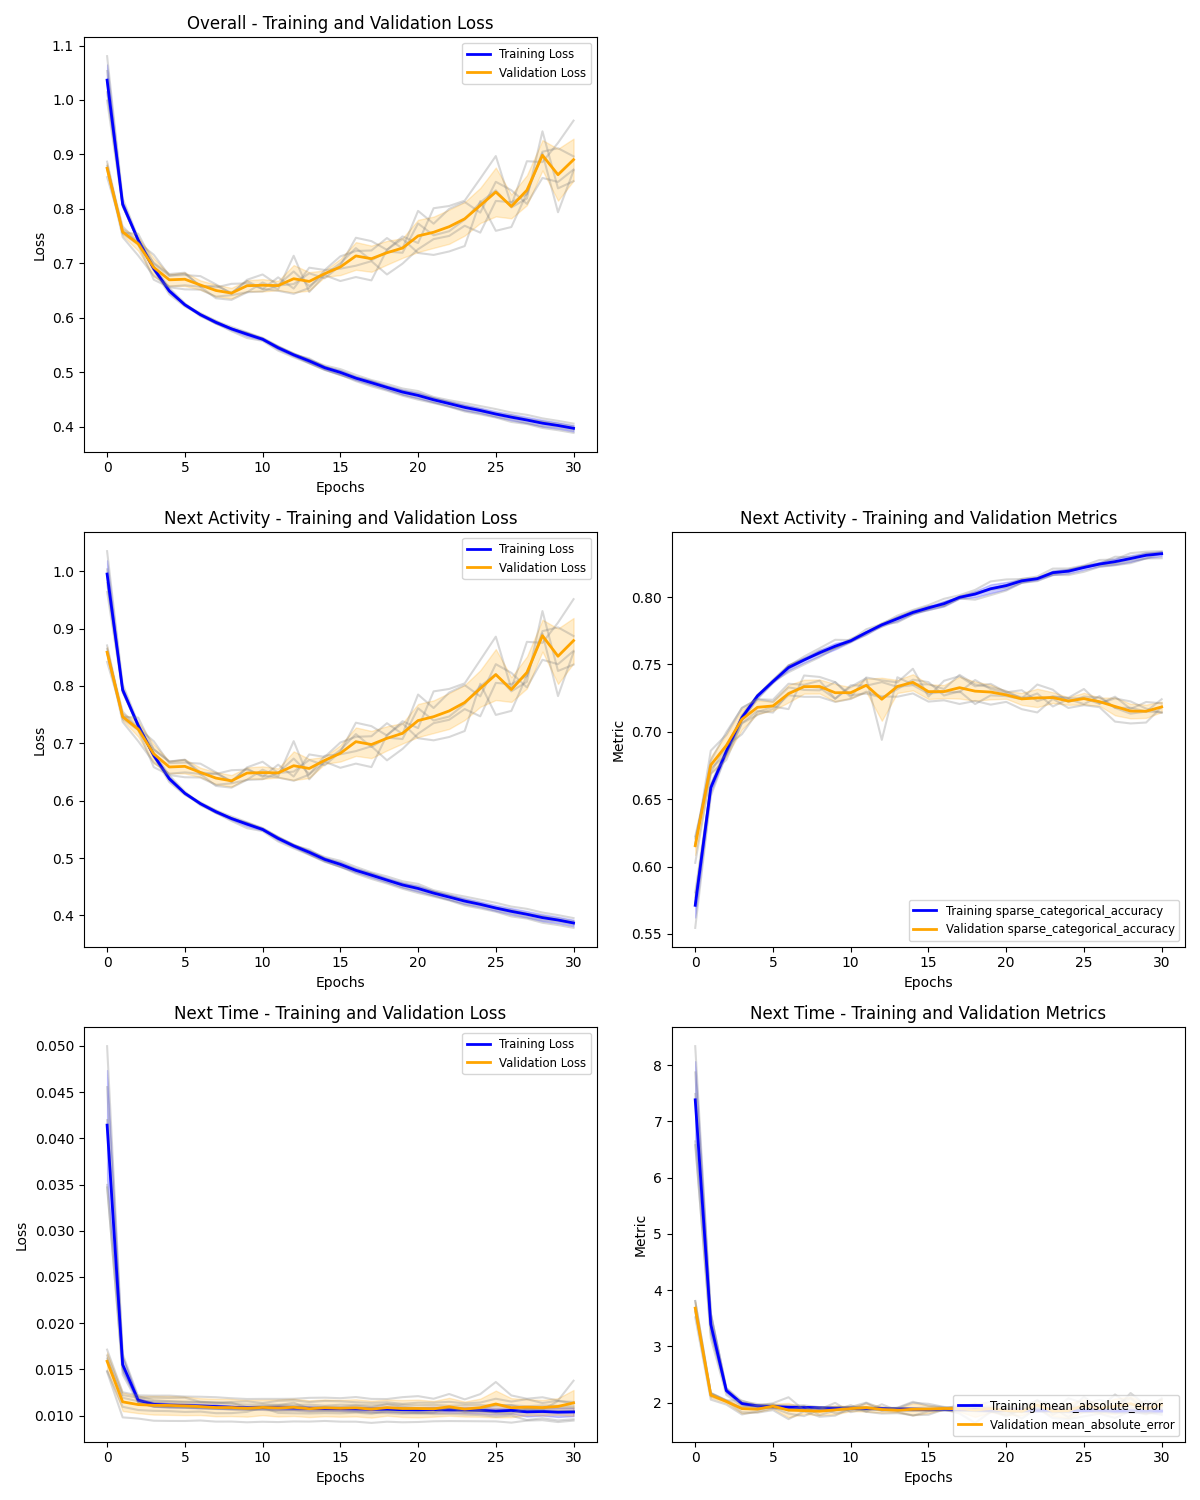 Overall - Training and Validation Loss
1.1
1.0
0.9
0.8
0.7
0.6
0.5
0.4
Loss
Training Loss
Validation Loss
0 5 10 15 20 25 30
Epochs
Next Activity - Training and Validation Loss
1.0
0.9
0.8
0.7
0.6
0.5
0.4
Loss
Training Loss
Validation Loss
0 5 10 15 20 25 30
Epochs
Next Activity - Training and Validation Metrics
0.80
0.75
0.70
0.65
0.60
0.55
Metric
Training sparse_categorical_accuracy
Validation sparse_categorical_accuracy
0 5 10 15 20 25 30
Epochs
Next Time - Training and Validation Loss
0.050
0.045
0.040
0.035
0.030
0.025
0.020
0.015
0.010
Loss
Training Loss
Validation Loss
0 5 10 15 20 25 30
Epochs
Next Time - Training and Validation Metrics
8
7
6
5
4
3
2
Metric
Training mean_absolute_error
Validation mean_absolute_error
0 5 10 15 20 25 30
Epochs